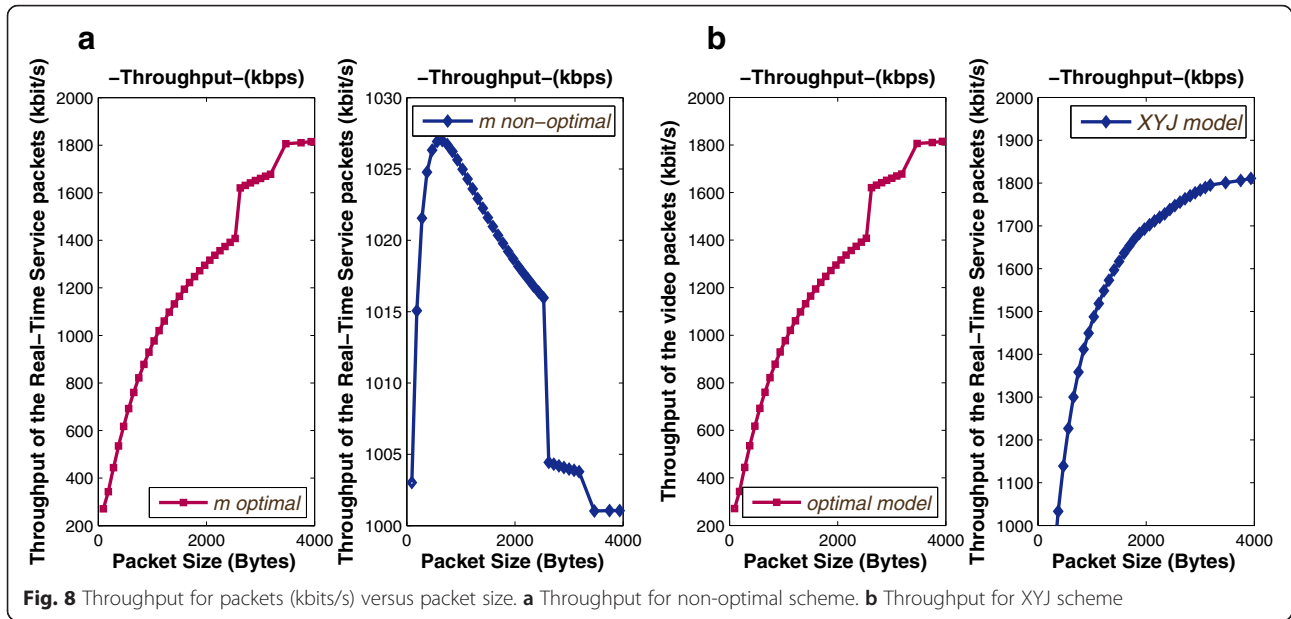 a
b
–Throughput–(kbps)
–Throughput–(kbps)
–Throughput–(kbps)
–Throughput–(kbps)
Throughput of the Real–Time Service packets (kbit/s)
2000
1800
1600
1400
1200
1000
800
600
400
200
0
2000
4000
Packet Size (Bytes)
m optimal
Throughput of the Real–Time Service packets (kbit/s)
1030
1025
1020
1015
1010
1005
1000
0
2000
4000
Packet Size (Bytes)
m non–optimal
Throughput of the video packets (kbit/s)
2000
1800
1600
1400
1200
1000
800
600
400
200
0
2000
4000
Packet Size (Bytes)
optimal model
Throughput of the Real–Time Service packets (kbit/s)
2000
1900
1800
1700
1600
1500
1400
1300
1200
1100
1000
0
2000
4000
Packet Size (Bytes)
XYJ model
Fig. 8 Throughput for packets (kbits/s) versus packet size. a Throughput for non-optimal scheme. b Throughput for XYJ scheme